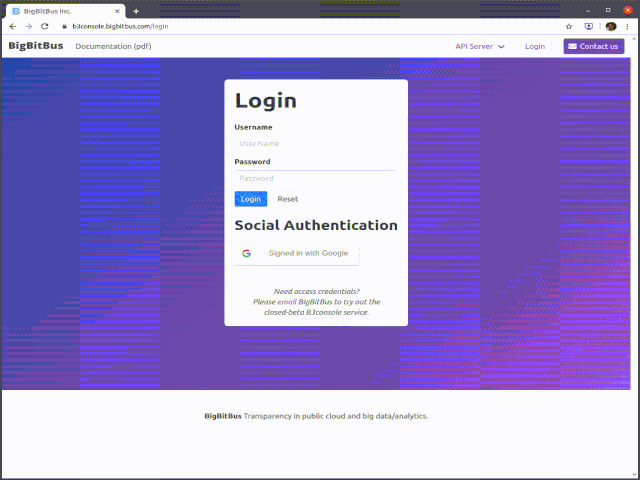 BigBitBus Inc.
b3console.bigbitbus.com/login
BigBitBus Documentation (pdf) API Server Login Contact us
Login
Username
User Name
Password
Password
Login Reset
Social Authentication
Signed in with Google
Need access credentials?
Please email BigBitBus to try out the
closed-beta B3console service.
BigBitBus Transparency in public cloud and big data/analytics.